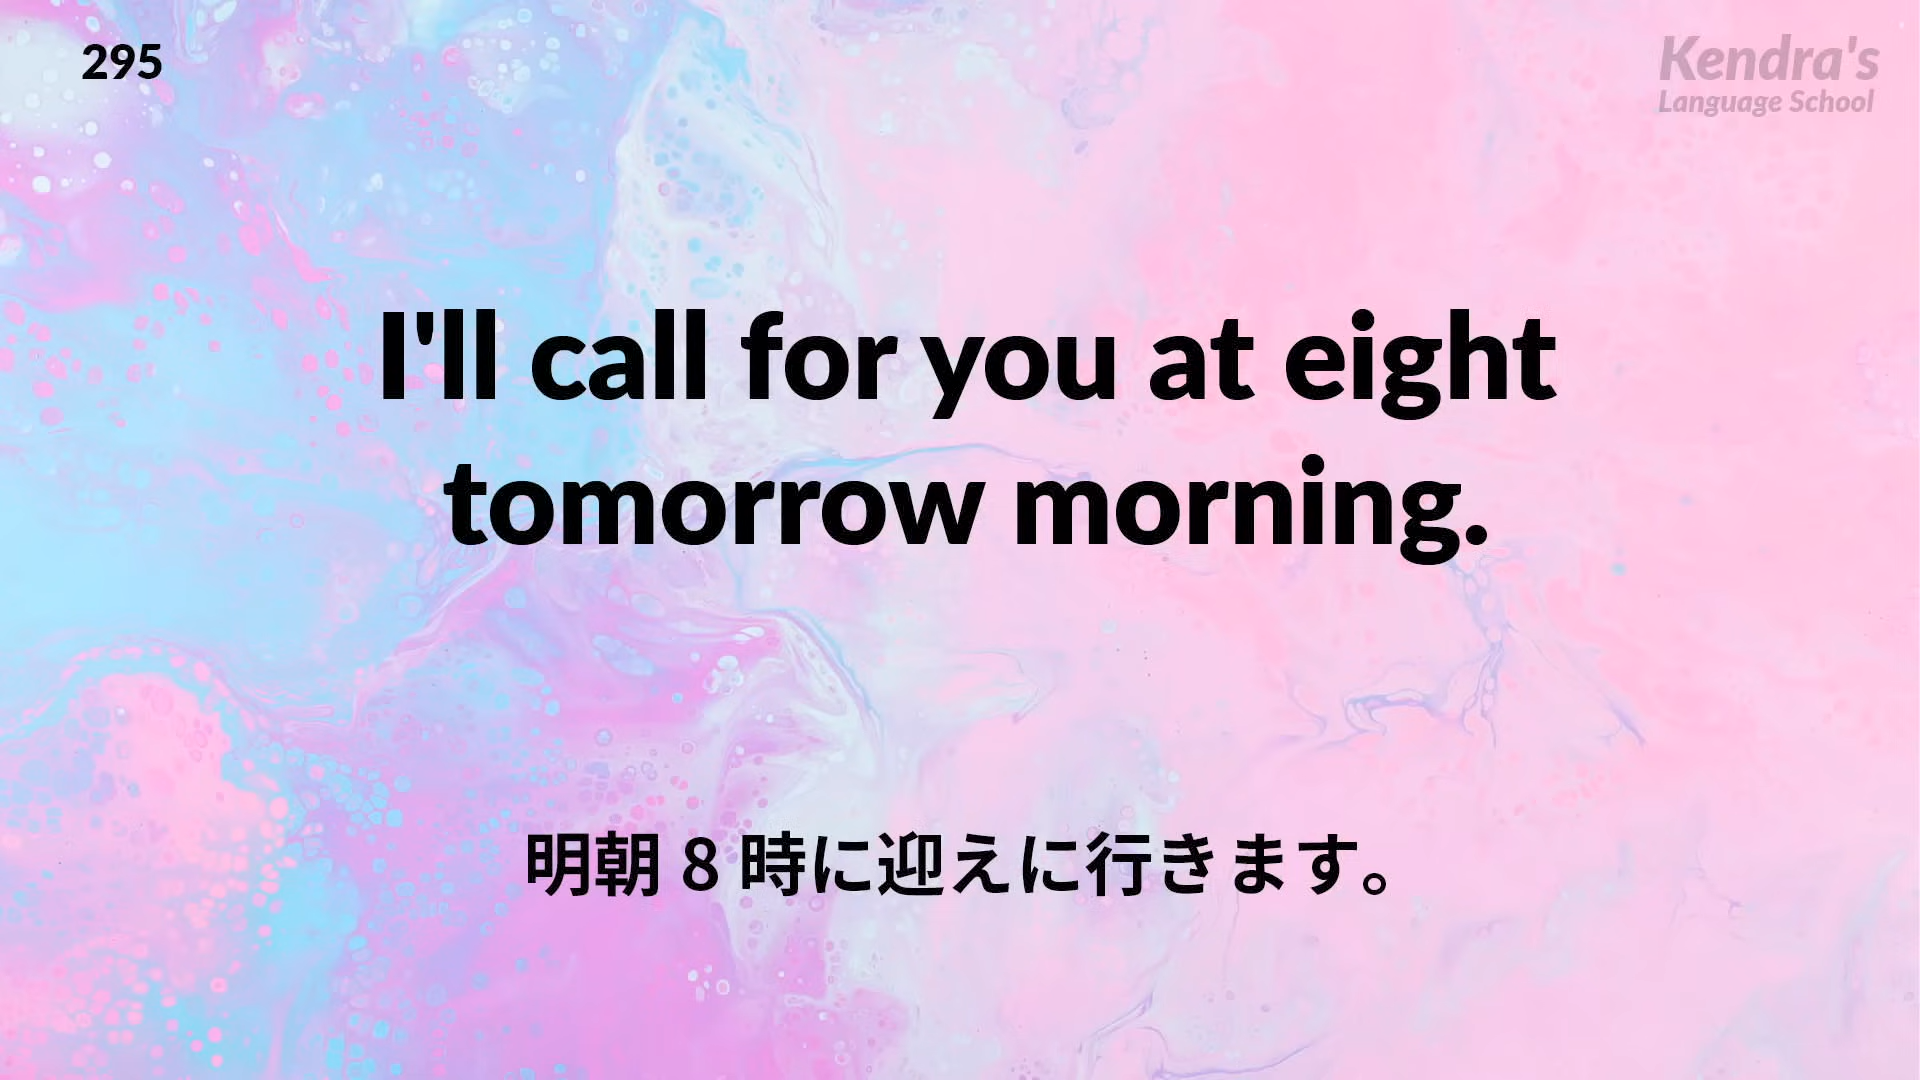 295
Kendra's
Language School
I'll call for you at eight
tomorrow morning.
明朝 8 時に迎えに行きます。